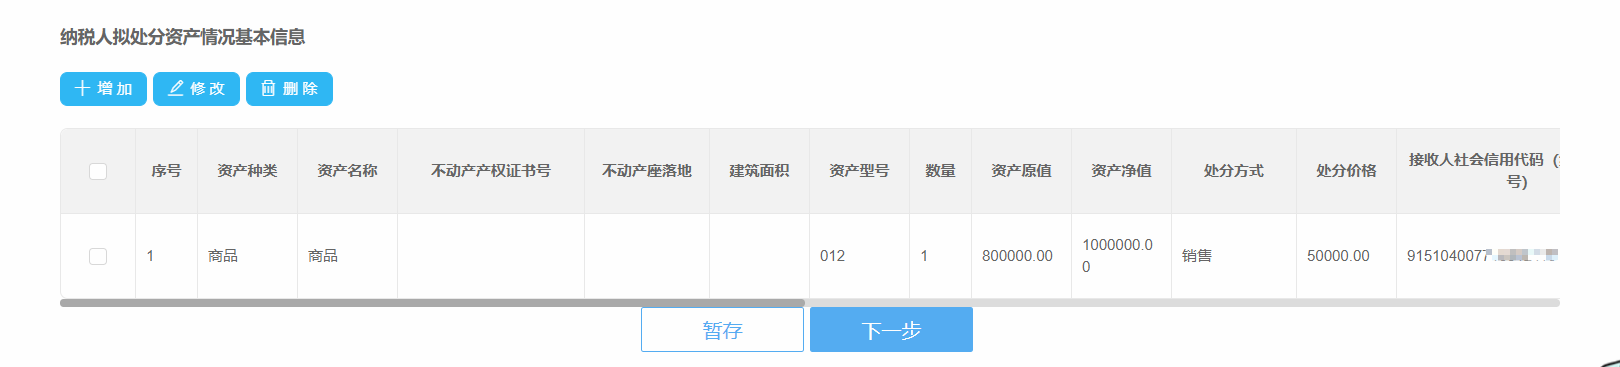 纳税人拟处分资产情况基本信息
增加 修改 删除
序号 资产种类 资产名称 不动产产权证书号 不动产座落地 建筑面积 资产型号 数量 资产原值 资产净值 处分方式 处分价格 接收人社会信用代码（
号)
1 商品 商品 012 1 800000.00 1000000.0
0 销售 50000.00 9151040077
暂存 下一步